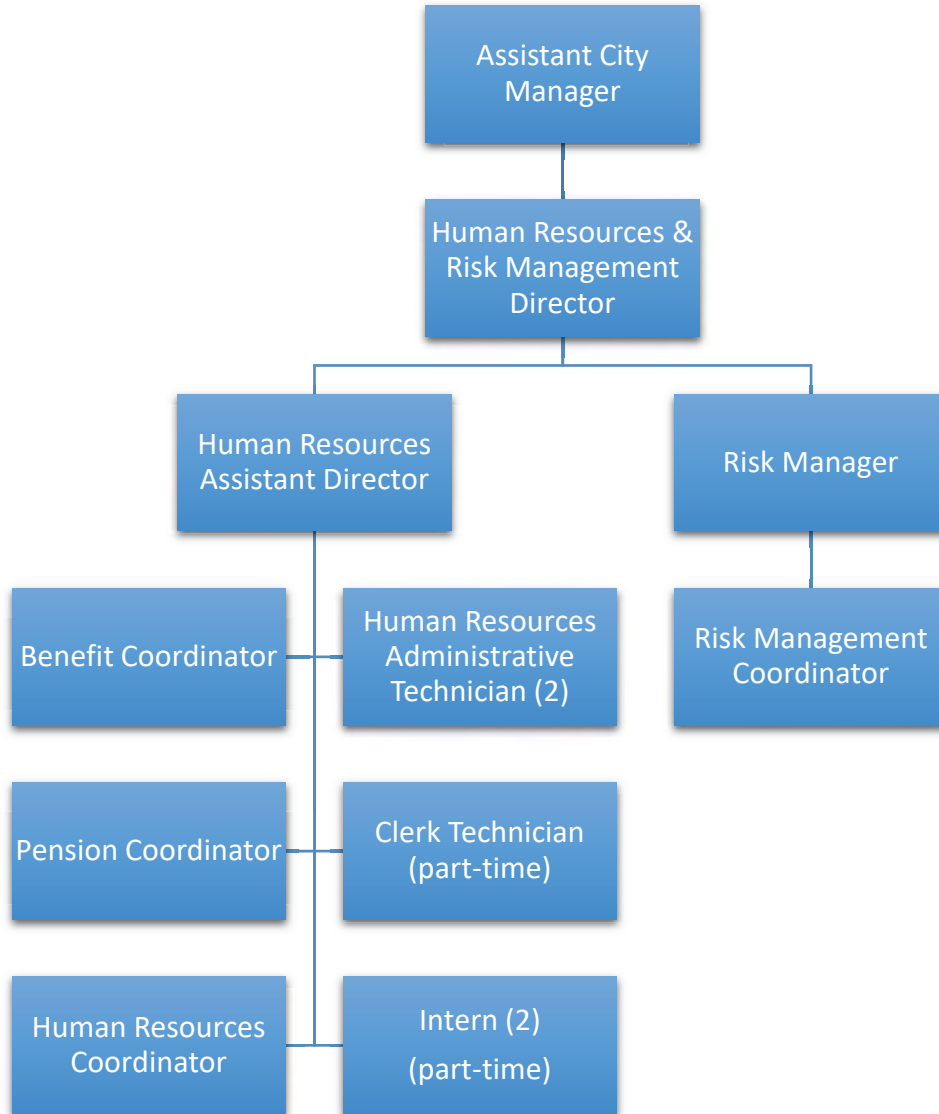 Assistant City
Manager
Human Resources &
Risk Management
Director
Human Resources
Assistant Director
Risk Manager
Benefit Coordinator
Human Resources
Administrative
Technician (2)
Risk Management
Coordinator
Pension Coordinator
Clerk Technician
(part-time)
Human Resources
Coordinator
Intern (2)
(part-time)